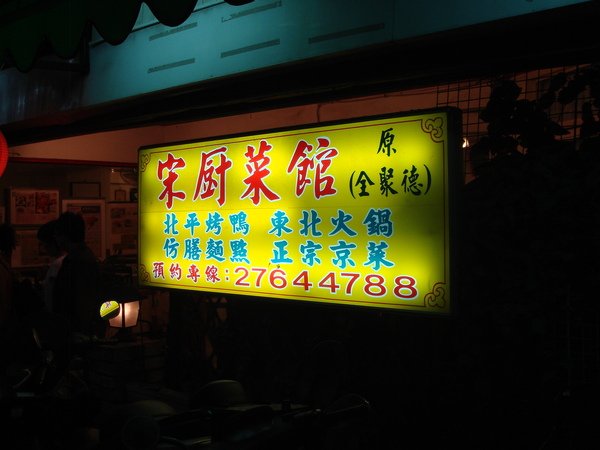 宋厨菜館
原
(全聚德)
北平烤鴨 東北火鍋
仿膳麵點 正宗京菜
預約專線:27644788